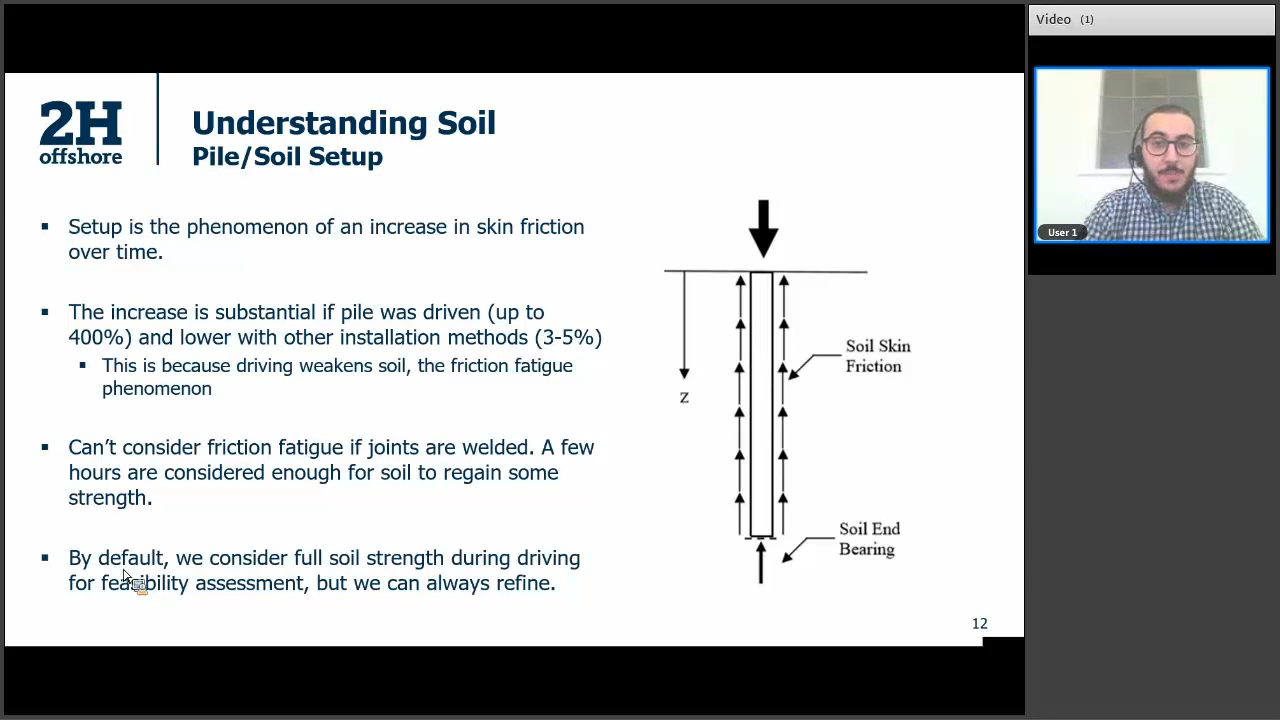 Video (1)
User 1
2H
offshore
Understanding Soil
Pile/Soil Setup
▪ Setup is the phenomenon of an increase in skin friction
over time.
▪ The increase is substantial if pile was driven (up to
400%) and lower with other installation methods (3-5%)
▪ This is because driving weakens soil, the friction fatigue
phenomenon
▪ Can't consider friction fatigue if joints are welded. A few
hours are considered enough for soil to regain some
strength.
▪ By default, we consider full soil strength during driving
for feasibility assessment, but we can always refine.
Soil Skin
Friction
z
Soil End
Bearing
12